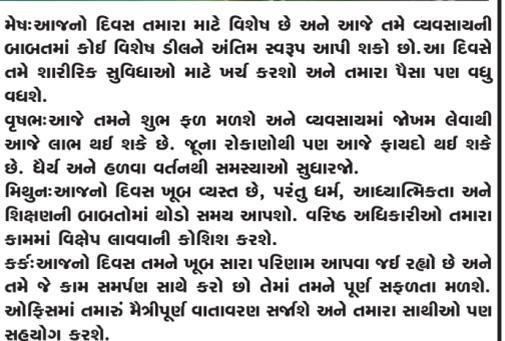 મેષઃઆજનો દિવસ તમારા માટે વિશેષ છે અને આજે તમે વ્યવસાયની
બાબતમાં કોઈ વિશેષ ડીલને અંતિમ સ્વરૂપ આપી શકો છો.આ દિવસે
તમે શારીરિક સુવિધાઓ માટે ખર્ચ કરશો અને તમારા પૈસા પણ વધુ
વધશે.
વૃષભઃઆજે તમને શુભ ફળ મળશે અને વ્યવસાયમાં જોખમ લેવાથી
આજે લાભ થઈ શકે છે. જૂના રોકાણોથી પણ આજે ફાયદો થઈ શકે
છે. ધૈર્ય અને હળવા વર્તનથી સમસ્યાઓ સુધારજો.
મિથુનઃઆજનો દિવસ ખૂબ વ્યસ્ત છે, પરંતુ ધર્મ, આધ્યાત્મિકતા અને
શિક્ષણની બાબતોમાં થોડો સમય આપશો. વરિષ્ઠ અધિકારીઓ તમારા
કામમાં વિક્ષેપ લાવવાની કોશિશ કરશે.
કર્કઃઆજનો દિવસ તમને ખૂબ સારા પરિણામ આપવા જઈ રહ્યો છે અને
તમે જે કામ સમર્પણ સાથે કરો છો તેમાં તમને પૂર્ણ સફળતા મળશે.
ઓફિસમાં તમારું મૈત્રીપૂર્ણ વાતાવરણ સર્જાશે અને તમારા સાથીઓ પણ
સહયોગ કરશે.